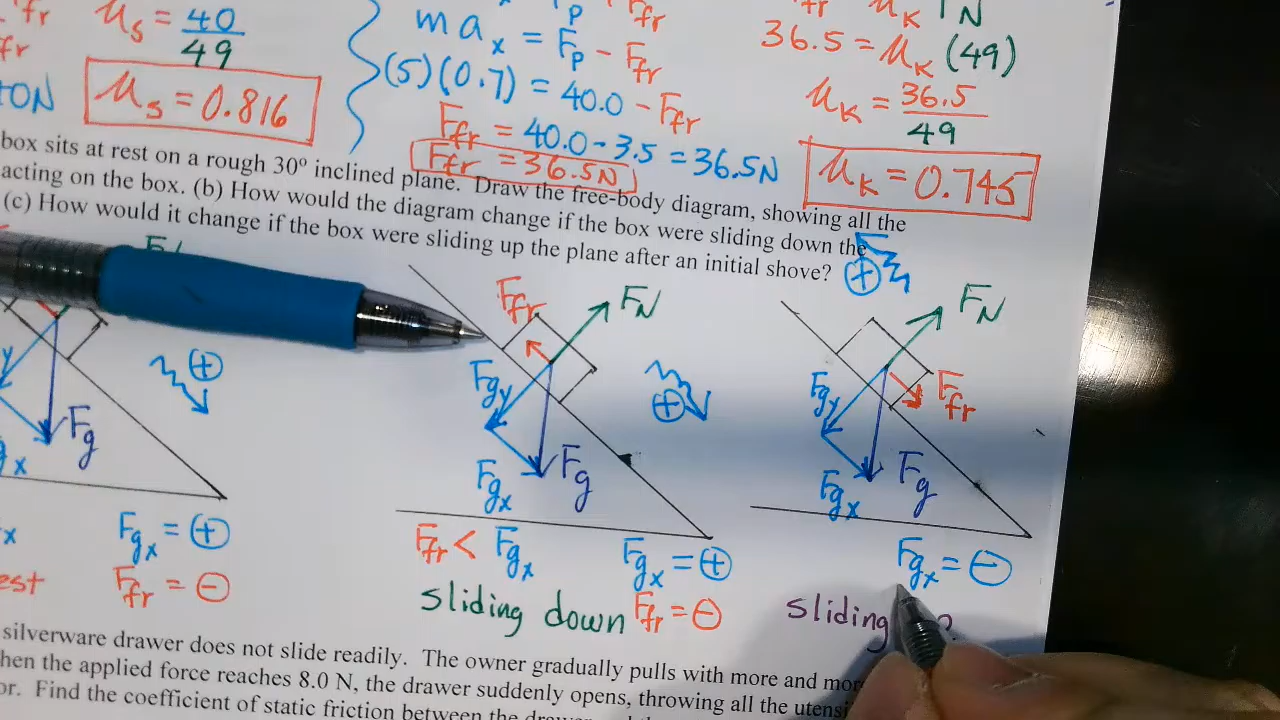 μs = 40/49
μs = 0.816
m ax = Fp - Ffr
(5)(0.7) = 40.0 - Ffr
Ffr = 40.0 - 3.5 = 36.5N
Ffr = 36.5N
36.5 = μK (49)
μK = 36.5/49
μK = 0.745
box sits at rest on a rough 30° inclined plane. Draw the free-body diagram, showing all the
acting on the box. (b) How would the diagram change if the box were sliding down the
(c) How would it change if the box were sliding up the plane after an initial shove?
Fg
+
Fgx = +
Ffr = -
Ffr
FN
Fgy
Fgx
Fg
+
Ffr < Fgx
Fgx = +
sliding down
Ffr = -
+
FN
Ffr
Fgy
Fgx
Fg
Fgx = -
sliding
silverware drawer does not slide readily. The owner gradually pulls with more and
hen the applied force reaches 8.0 N, the drawer suddenly opens, throwing all the
or. Find the coefficient of static friction between the